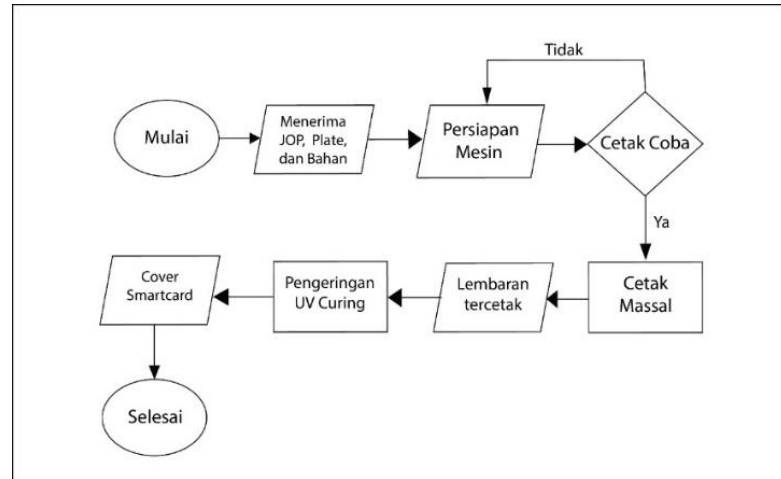 Mulai
Menerima
JOP, Plate,
dan Bahan
Persiapan
Mesin
Tidak
Cetak Coba
Ya
Cetak
Massal
Lembaran
tercetak
Pengeringan
UV Curing
Cover
Smartcard
Selesai